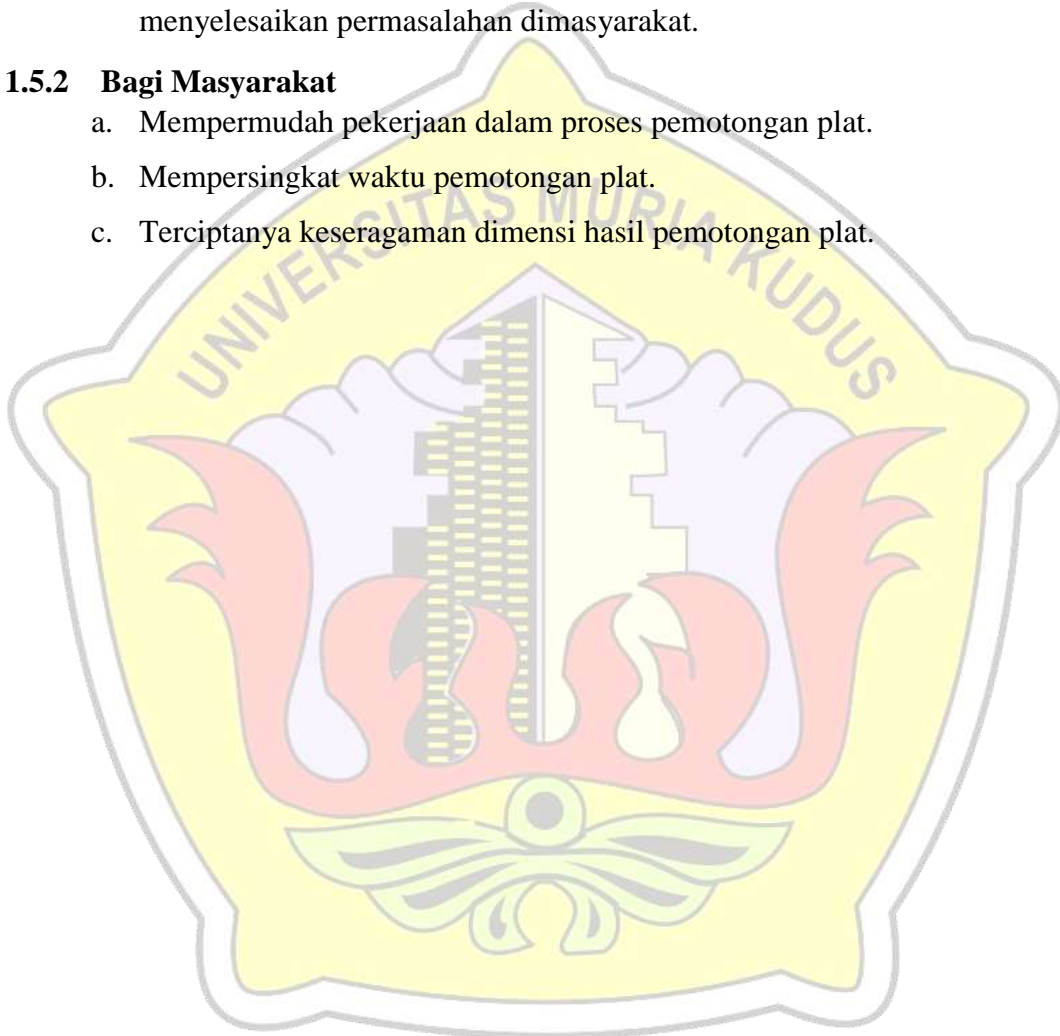 menyelesaikan permasalahan dimasyarakat.
1.5.2 Bagi Masyarakat
a. Mempermudah pekerjaan dalam proses pemotongan plat.
b. Mempersingkat waktu pemotongan plat.
c. Terciptanya keseragaman dimensi hasil pemotongan plat.
UNIVERSITAS MURIA KUDUS